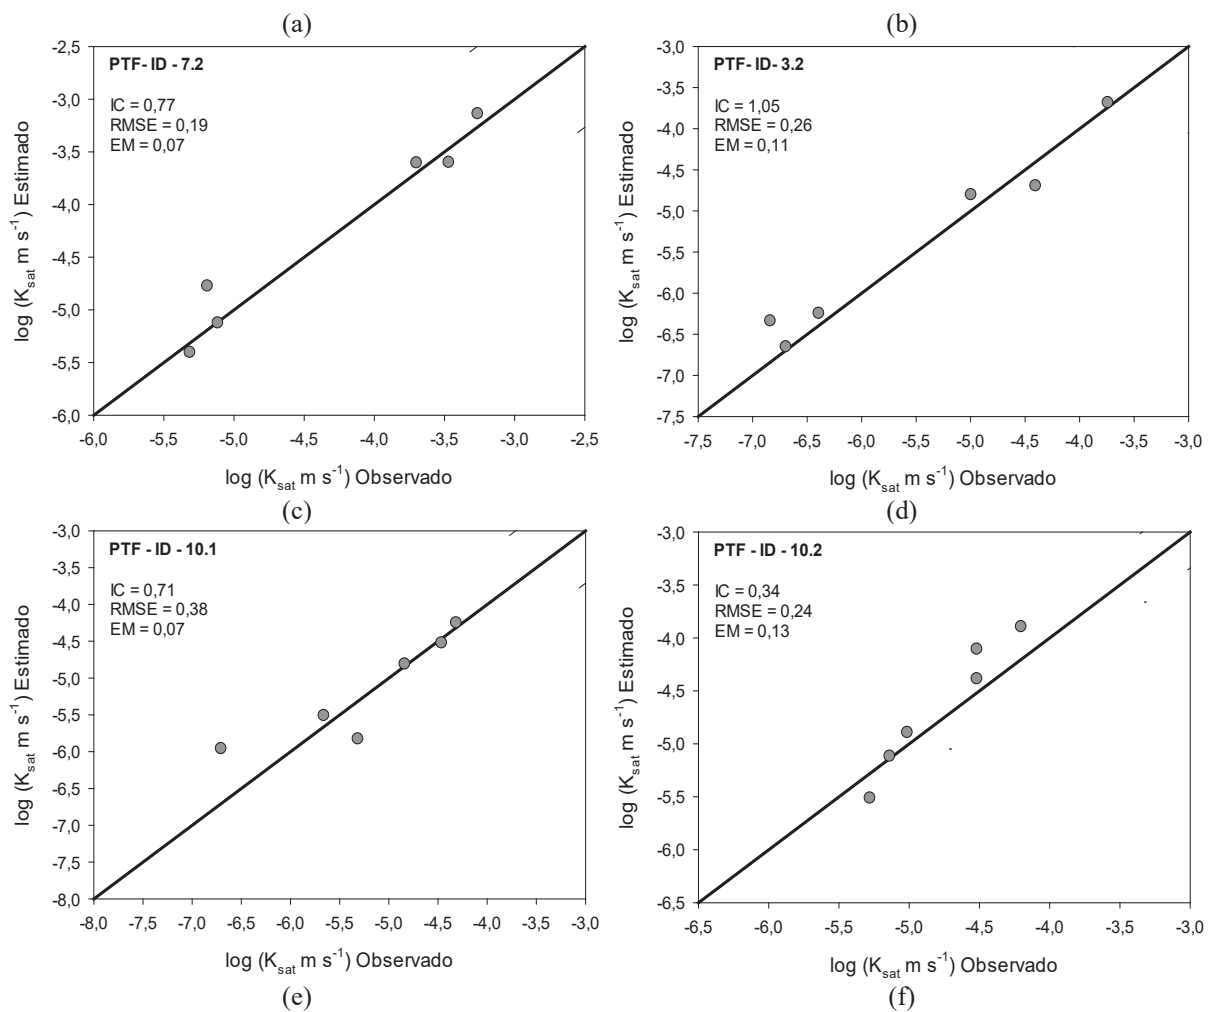 (a)
(b)
PTF- ID - 7.2
IC = 0,77
RMSE = 0,19
EM = 0,07
-2,5
-3,0
-3,5
-4,0
-4,5
-5,0
-5,5
-6,0
log (Ksat m s-1) Estimado
-6,0 -5,0 -4,5 -4,0 -3,5 -3,0 -2,5
log (Ksat m s-1) Observado
PTF- ID- 3.2
IC = 1,05
RMSE = 0,26
EM = 0,11
-3,0
-3,5
-4,0
-4,5
-5,0
-5,5
-6,0
-6,5
-7,0
-7,5
log (Ksat m s-1) Estimado
-7,5 -7,0 -6,5 -6,0 -5,5 -5,0 -4,5 -4,0 -3,5 -3,0
log (Ksat m s-1) Observado
(c)
(d)
PTF - ID - 10.1
IC = 0,71
RMSE = 0,38
EM = 0,07
-3,0
-3,5
-4,0
-4,5
-5,0
-5,5
-6,0
-6,5
-7,0
-7,5
-8,0
log (Ksat m s-1) Estimado
-8,0 -7,5 -7,0 -6,5 -6,0 -5,5 -5,0 -4,5 -4,0 -3,5 -3,0
log (Ksat m s-1) Observado
PTF - ID - 10.2
IC = 0,34
RMSE = 0,24
EM = 0,13
-3,0
-3,5
-4,0
-4,5
-5,0
-5,5
-6,0
-6,5
log (Ksat m s-1) Estimado
-6,5 -6,0 -5,5 -5,0 -4,5 -4,0 -3,5 -3,0
log (Ksat m s-1) Observado
(e)
(f)